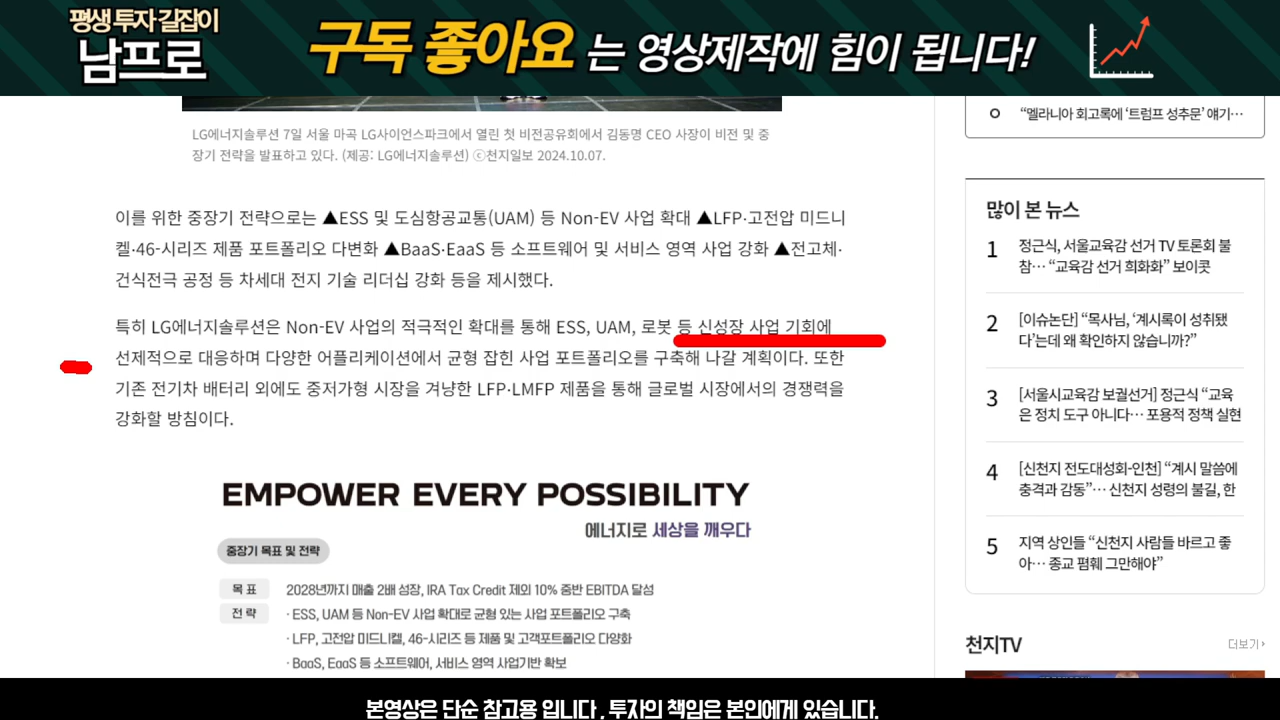 평생 투자 길잡이
남프로
구독 좋아요 는 영상제작에 힘이 됩니다!
LG에너지솔루션 7일 서울 마곡 LG사이언스파크에서 열린 첫 비전공유회에서 김동명 CEO 사장이 비전 및 중
장기 전략을 발표하고 있다. (제공: LG에너지솔루션) ⓒ천지일보 2024.10.07.
이를 위한 중장기 전략으로는 ▲ESS 및 도심항공교통(UAM) 등 Non-EV 사업 확대 ▲LFP·고전압 미드니
켈·46-시리즈 제품 포트폴리오 다변화 ▲BaaS·EaaS 등 소프트웨어 및 서비스 영역 사업 강화 ▲전고체·
건식전극 공정 등 차세대 전지 기술 리더십 강화 등을 제시했다.
특히 LG에너지솔루션은 Non-EV 사업의 적극적인 확대를 통해 ESS, UAM, 로봇 등 신성장 사업 기회에
선제적으로 대응하며 다양한 어플리케이션에서 균형 잡힌 사업 포트폴리오를 구축해 나갈 계획이다. 또한
기존 전기차 배터리 외에도 중저가형 시장을 겨냥한 LFP·LMFP 제품을 통해 글로벌 시장에서의 경쟁력을
강화할 방침이다.
EMPOWER EVERY POSSIBILITY
에너지로 세상을 깨우다
중장기 목표 및 전략
목 표 2028년까지 매출 2배 성장, IRA Tax Credit 제외 10% 중반 EBITDA 달성
전 략 · ESS, UAM 등 Non-EV 사업 확대로 균형 있는 사업 포트폴리오 구축
· LFP, 고전압 미드니켈, 46-시리즈 등 제품 및 고객포트폴리오 다양화
· BaaS, EaaS 등 소프트웨어, 서비스 영역 사업기반 확보
“멜라니아 회고록에 ‘트럼프 성추문’ 얘기…
많이 본 뉴스
1 정근식, 서울교육감 선거 TV 토론회 불
참… “교육감 선거 희화화” 보이콧
2 [이슈논단] “목사님, ‘계시록이 성취됐
다’는데 왜 확인하지 않습니까?”
3 [서울시교육감 보궐선거] 정근식 “교육
은 정치 도구 아니다… 포용적 정책 실현
4 [신천지 전도대성회-인천] “계시 말씀에
충격과 감동”… 신천지 성령의 불길, 한
5 지역 상인들 “신천지 사람들 바르고 좋
아… 종교 폄훼 그만해야”
천지TV 더보기 ›
본영상은 단순 참고용 입니다 , 투자의 책임은 본인에게 있습니다.